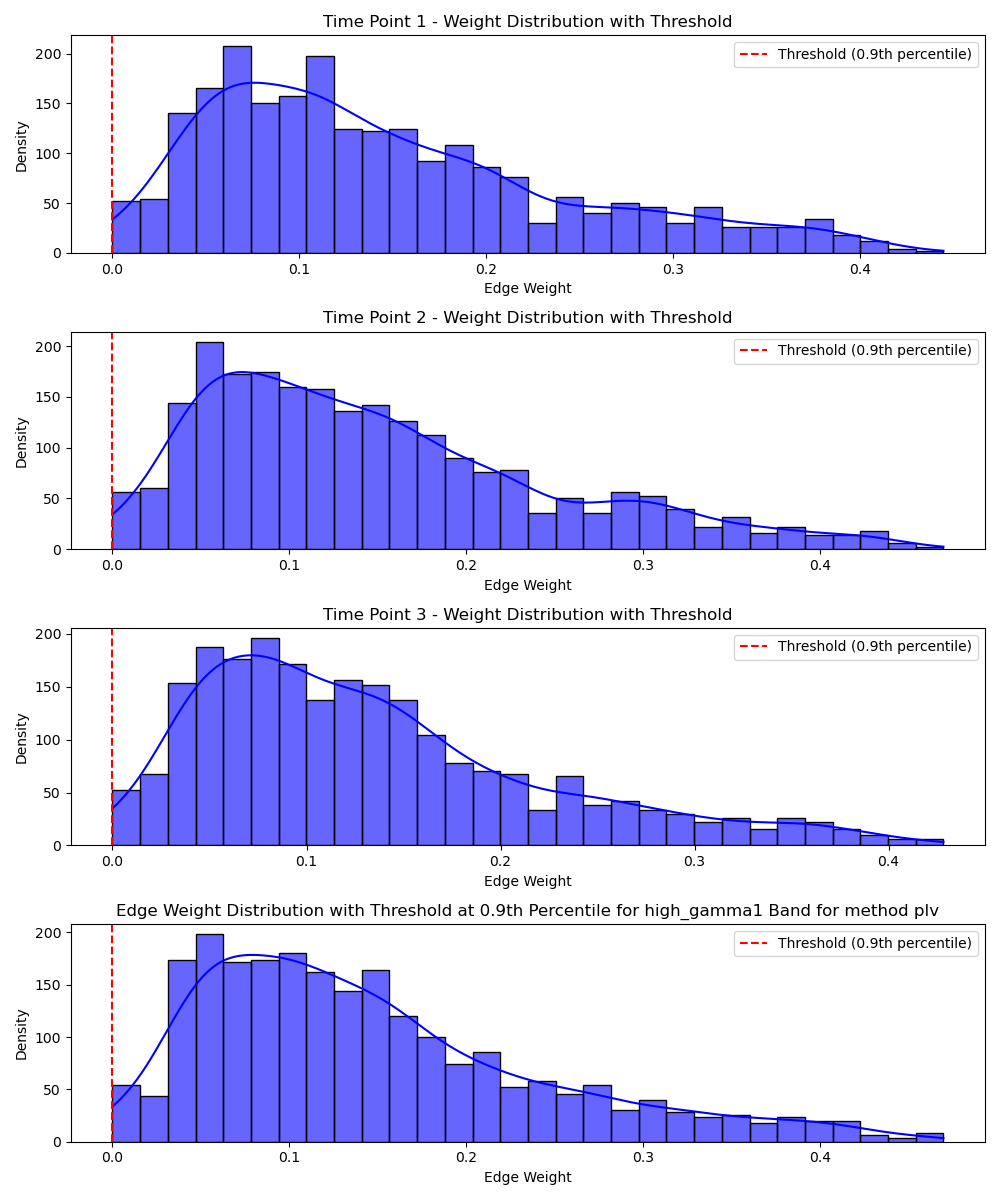 Time Point 1 - Weight Distribution with Threshold
Threshold (0.9th percentile)
Density
200
150
100
50
0
0.0 0.1 0.2 0.3 0.4
Edge Weight
Time Point 2 - Weight Distribution with Threshold
Threshold (0.9th percentile)
Density
200
150
100
50
0
0.0 0.1 0.2 0.3 0.4
Edge Weight
Time Point 3 - Weight Distribution with Threshold
Threshold (0.9th percentile)
Density
200
150
100
50
0
0.0 0.1 0.2 0.3 0.4
Edge Weight
Edge Weight Distribution with Threshold at 0.9th Percentile for high_gamma1 Band for method plv
Threshold (0.9th percentile)
Density
200
150
100
50
0
0.0 0.1 0.2 0.3 0.4
Edge Weight